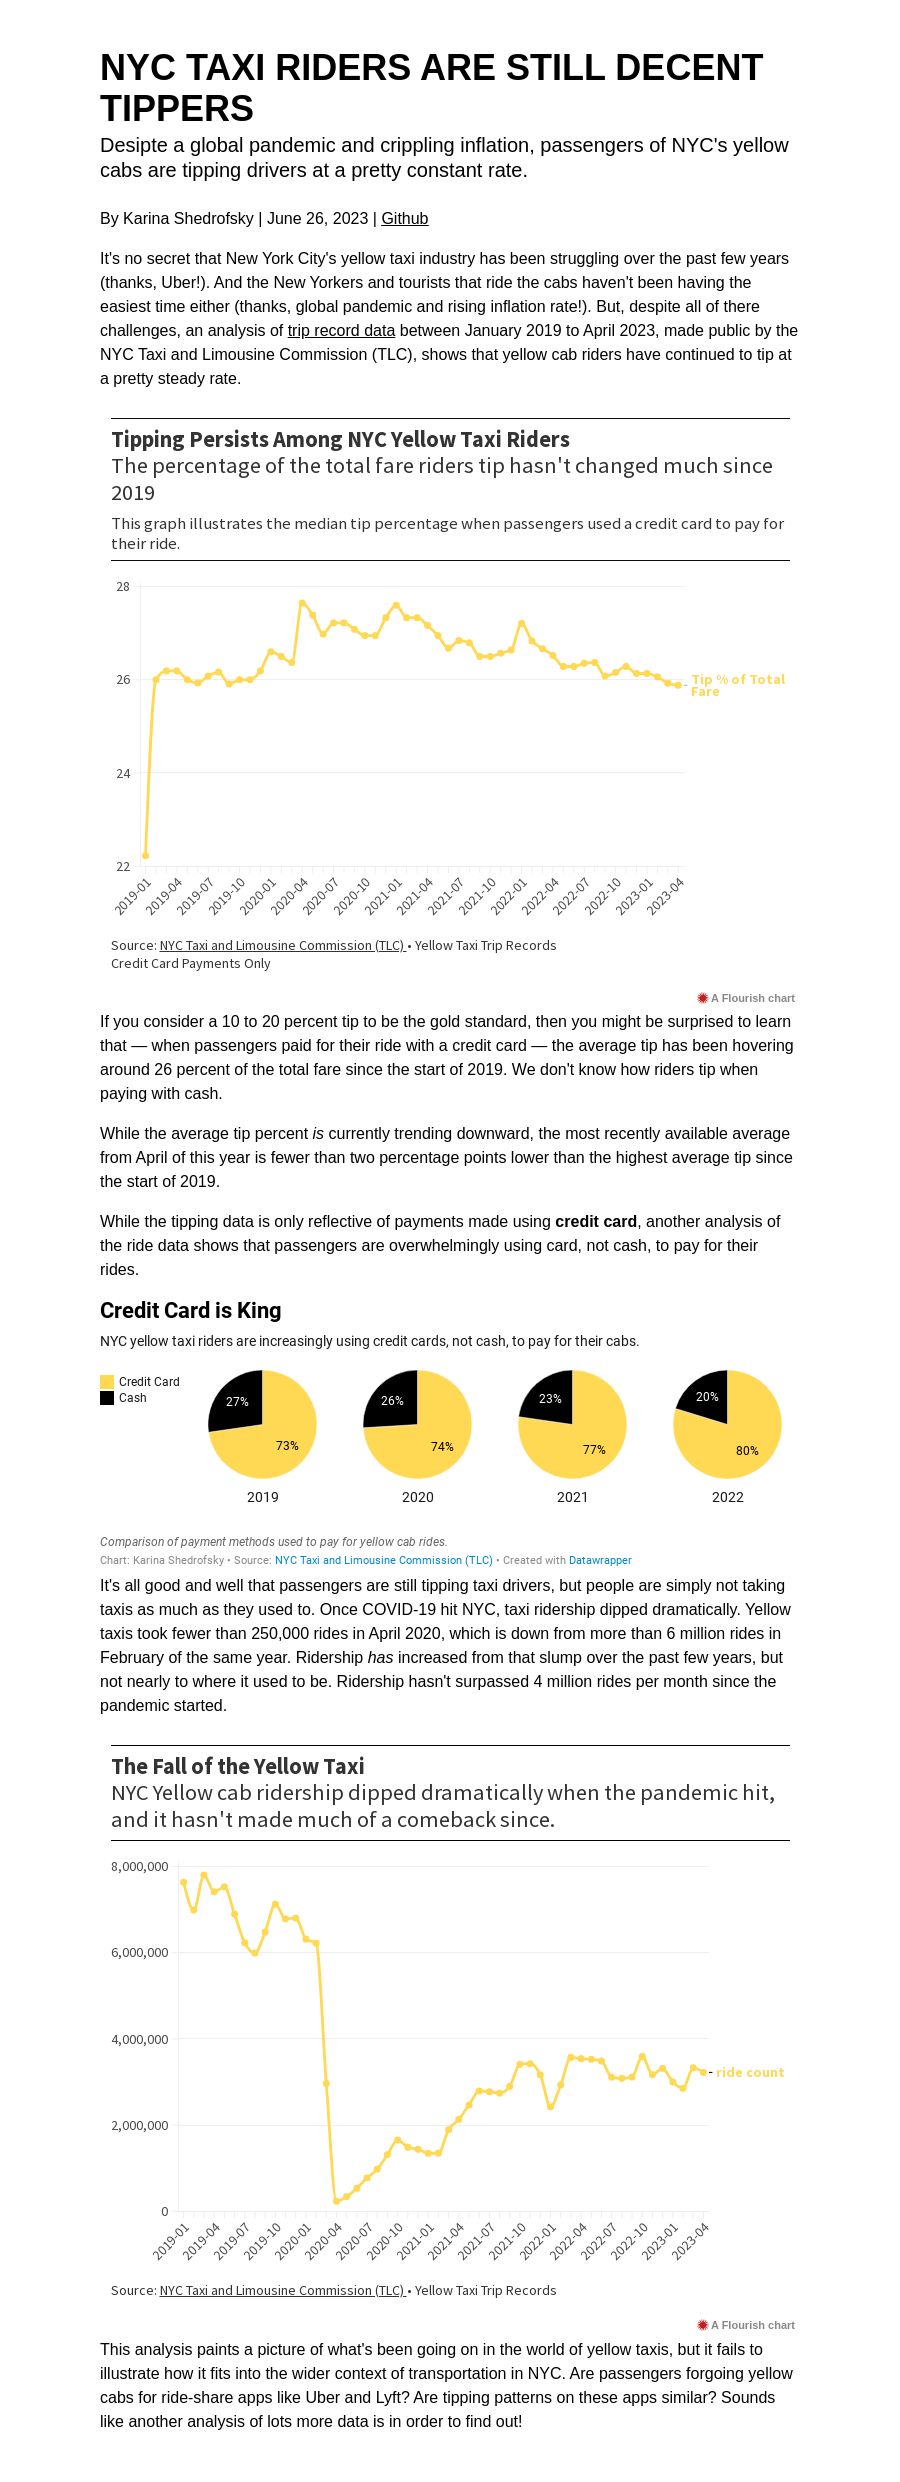 NYC TAXI RIDERS ARE STILL DECENT
TIPPERS
Desipte a global pandemic and crippling inflation, passengers of NYC's yellow
cabs are tipping drivers at a pretty constant rate.
By Karina Shedrofsky | June 26, 2023 | Github
It's no secret that New York City's yellow taxi industry has been struggling over the past few years
(thanks, Uber!). And the New Yorkers and tourists that ride the cabs haven't been having the
easiest time either (thanks, global pandemic and rising inflation rate!). But, despite all of there
challenges, an analysis of trip record data between January 2019 to April 2023, made public by the
NYC Taxi and Limousine Commission (TLC), shows that yellow cab riders have continued to tip at
a pretty steady rate.
Tipping Persists Among NYC Yellow Taxi Riders
The percentage of the total fare riders tip hasn't changed much since
2019
This graph illustrates the median tip percentage when passengers used a credit card to pay for
their ride.
28
26
24
22
Tip % of Total
Fare
2019-01 2019-04 2019-07 2019-10 2020-01 2020-04 2020-07 2020-10 2021-01 2021-04 2021-07 2021-10 2022-01 2022-04 2022-07 2022-10 2023-01 2023-04
Source: NYC Taxi and Limousine Commission (TLC) • Yellow Taxi Trip Records
Credit Card Payments Only
A Flourish chart
If you consider a 10 to 20 percent tip to be the gold standard, then you might be surprised to learn
that — when passengers paid for their ride with a credit card — the average tip has been hovering
around 26 percent of the total fare since the start of 2019. We don't know how riders tip when
paying with cash.
While the average tip percent is currently trending downward, the most recently available average
from April of this year is fewer than two percentage points lower than the highest average tip since
the start of 2019.
While the tipping data is only reflective of payments made using credit card, another analysis of
the ride data shows that passengers are overwhelmingly using card, not cash, to pay for their
rides.
Credit Card is King
NYC yellow taxi riders are increasingly using credit cards, not cash, to pay for their cabs.
Credit Card
Cash
27% 73% 26% 74% 23% 77% 20% 80%
2019 2020 2021 2022
Comparison of payment methods used to pay for yellow cab rides.
Chart: Karina Shedrofsky • Source: NYC Taxi and Limousine Commission (TLC) • Created with Datawrapper
It's all good and well that passengers are still tipping taxi drivers, but people are simply not taking
taxis as much as they used to. Once COVID-19 hit NYC, taxi ridership dipped dramatically. Yellow
taxis took fewer than 250,000 rides in April 2020, which is down from more than 6 million rides in
February of the same year. Ridership has increased from that slump over the past few years, but
not nearly to where it used to be. Ridership hasn't surpassed 4 million rides per month since the
pandemic started.
The Fall of the Yellow Taxi
NYC Yellow cab ridership dipped dramatically when the pandemic hit,
and it hasn't made much of a comeback since.
8,000,000
6,000,000
4,000,000
2,000,000
0
ride count
2019-01 2019-04 2019-07 2019-10 2020-01 2020-04 2020-07 2020-10 2021-01 2021-04 2021-07 2021-10 2022-01 2022-04 2022-07 2022-10 2023-01 2023-04
Source: NYC Taxi and Limousine Commission (TLC) • Yellow Taxi Trip Records
A Flourish chart
This analysis paints a picture of what's been going on in the world of yellow taxis, but it fails to
illustrate how it fits into the wider context of transportation in NYC. Are passengers forgoing yellow
cabs for ride-share apps like Uber and Lyft? Are tipping patterns on these apps similar? Sounds
like another analysis of lots more data is in order to find out!